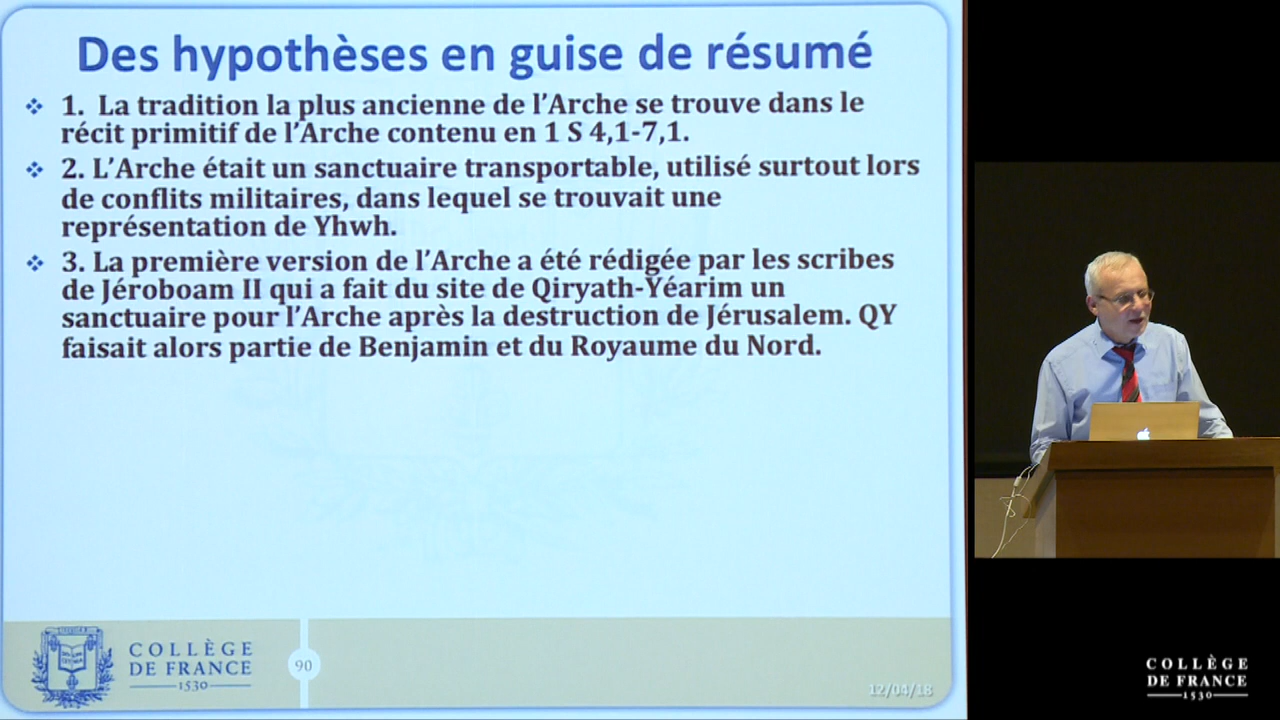 Des hypothèses en guise de résumé
1. La tradition la plus ancienne de l’Arche se trouve dans le
récit primitif de l’Arche contenu en 1 S 4,1-7,1.
2. L’Arche était un sanctuaire transportable, utilisé surtout lors
de conflits militaires, dans lequel se trouvait une
représentation de Yhwh.
3. La première version de l’Arche a été rédigée par les scribes
de Jéroboam II qui a fait du site de Qiryath-Yéarim un
sanctuaire pour l’Arche après la destruction de Jérusalem. QY
faisait alors partie de Benjamin et du Royaume du Nord.
COLLÈGE
DE FRANCE
1530
90
12/04/18
COLLÈGE
DE FRANCE
1530